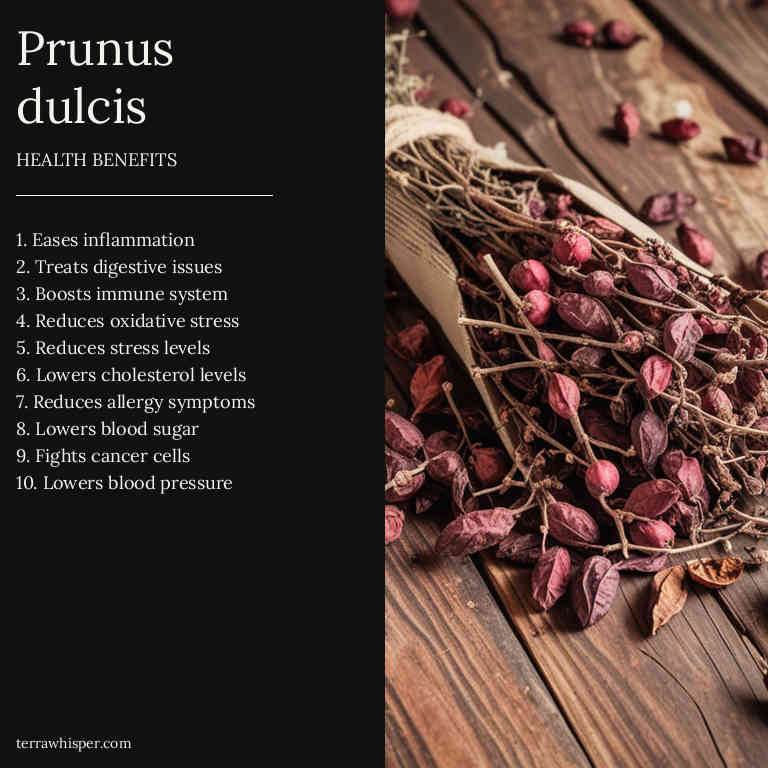 Prunus
dulcis
HEALTH BENEFITS
1. Eases inflammation
2. Treats digestive issues
3. Boosts immune system
4. Reduces oxidative stress
5. Reduces stress levels
6. Lowers cholesterol levels
7. Reduces allergy symptoms
8. Lowers blood sugar
9. Fights cancer cells
10. Lowers blood pressure
terrawhisper.com